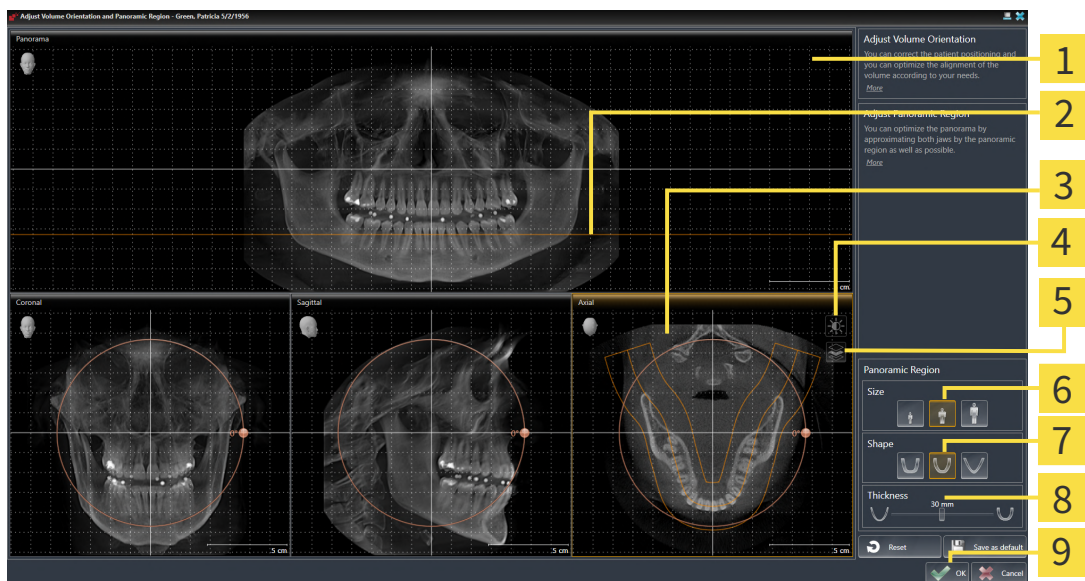 Adjust Volume Orientation and Panoramic Region - Green, Patricia 5/2/1956
Panorama
cm
Coronal
0°
.5 cm
Sagittal
0°
.5 cm
Axial
0°
.5 cm
Adjust Volume Orientation
You can correct the patient positioning and
you can optimize the alignment of the
volume according to your needs.
More
Adjust Panoramic Region
You can optimize the panorama by
approximating both jaws by the panoramic
region as well as possible.
More
Panoramic Region
Size
Shape
Thickness
30 mm
Reset
Save as default
OK
Cancel
1
2
3
4
5
6
7
8
9